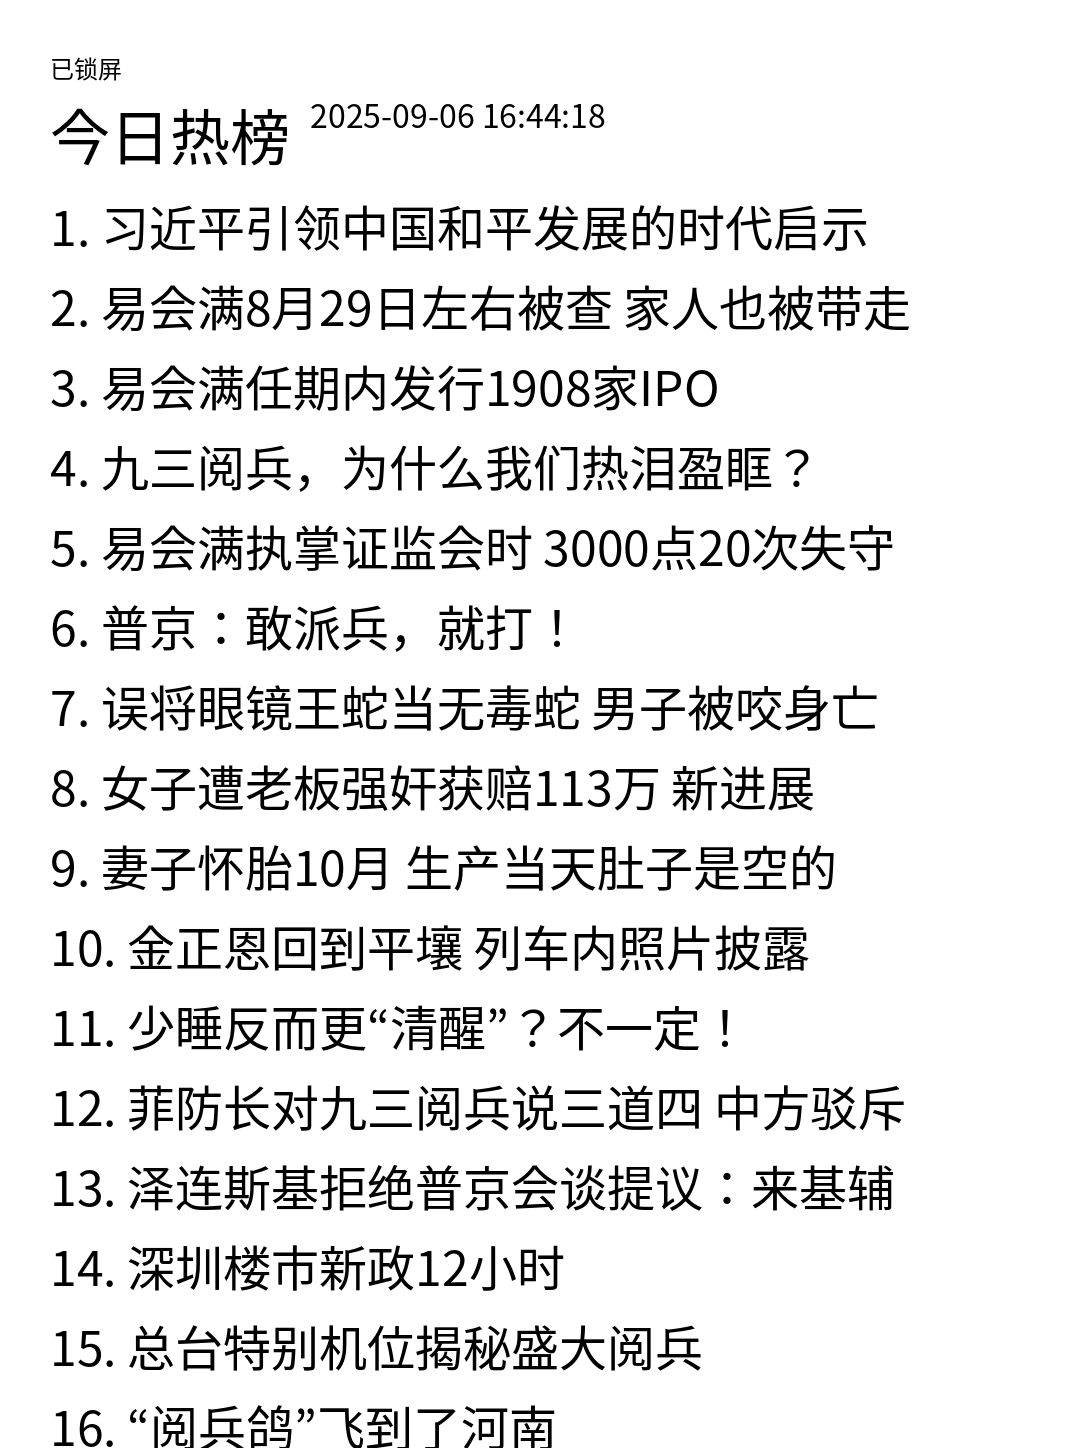 已锁屏
今日热榜 2025-09-06 16:44:18
1. 习近平引领中国和平发展的时代启示
2. 易会满8月29日左右被查 家人也被带走
3. 易会满任期内发行1908家IPO
4. 九三阅兵，为什么我们热泪盈眶？
5. 易会满执掌证监会时 3000点20次失守
6. 普京：敢派兵，就打！
7. 误将眼镜王蛇当无毒蛇 男子被咬身亡
8. 女子遭老板强奸获赔113万 新进展
9. 妻子怀胎10月 生产当天肚子是空的
10. 金正恩回到平壤 列车内照片披露
11. 少睡反而更“清醒”？不一定！
12. 菲防长对九三阅兵说三道四 中方驳斥
13. 泽连斯基拒绝普京会谈提议：来基辅
14. 深圳楼市新政12小时
15. 总台特别机位揭秘盛大阅兵
16. “阅兵鸽”飞到了河南